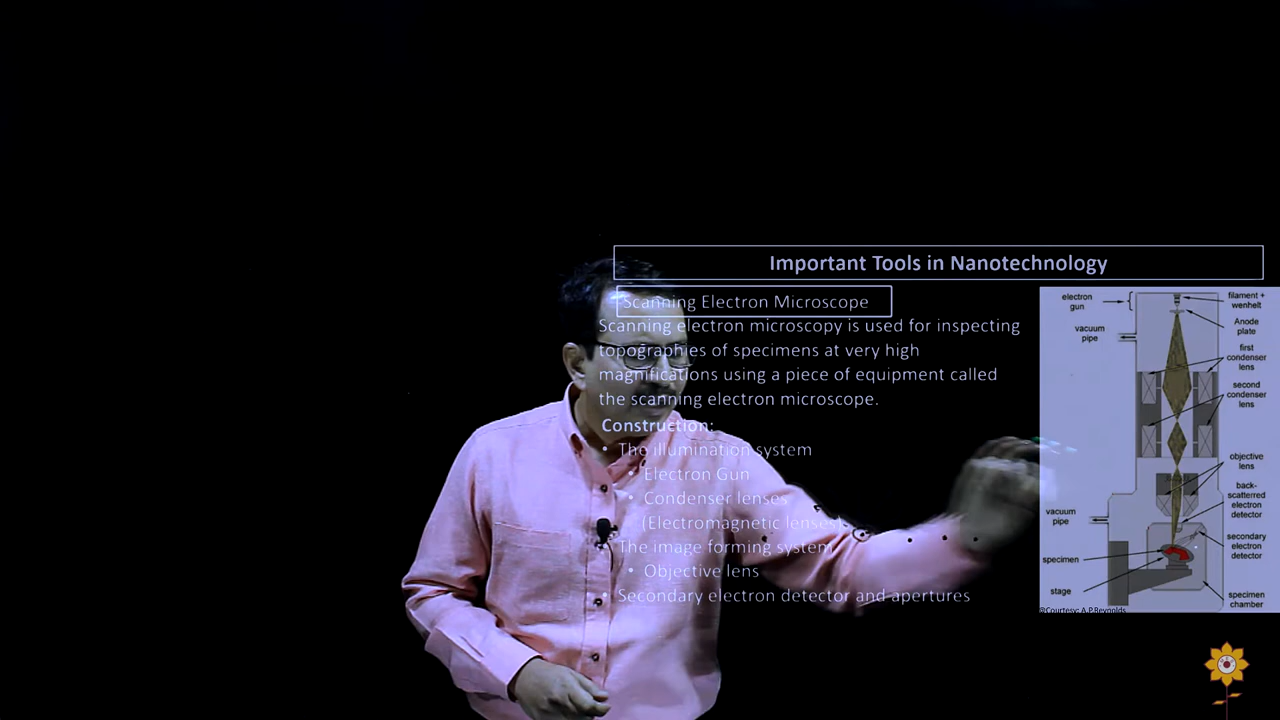 Important Tools in Nanotechnology
Scanning Electron Microscope
Scanning electron microscopy is used for inspecting
topographies of specimens at very high
magnifications using a piece of equipment called
the scanning electron microscope.
Construction:
• The illumination system
• Electron Gun
• Condenser lenses
(Electromagnetic lenses)
• The image forming system
• Objective lens
• Secondary electron detector and apertures
electron
gun
vacuum
pipe
vacuum
pipe
specimen
stage
filament +
wenhelt
Anode
plate
first
condenser
lens
second
condenser
lens
objective
lens
back-
scattered
electron
detector
secondary
electron
detector
specimen
chamber
©Courtesy: A.P.Reynolds